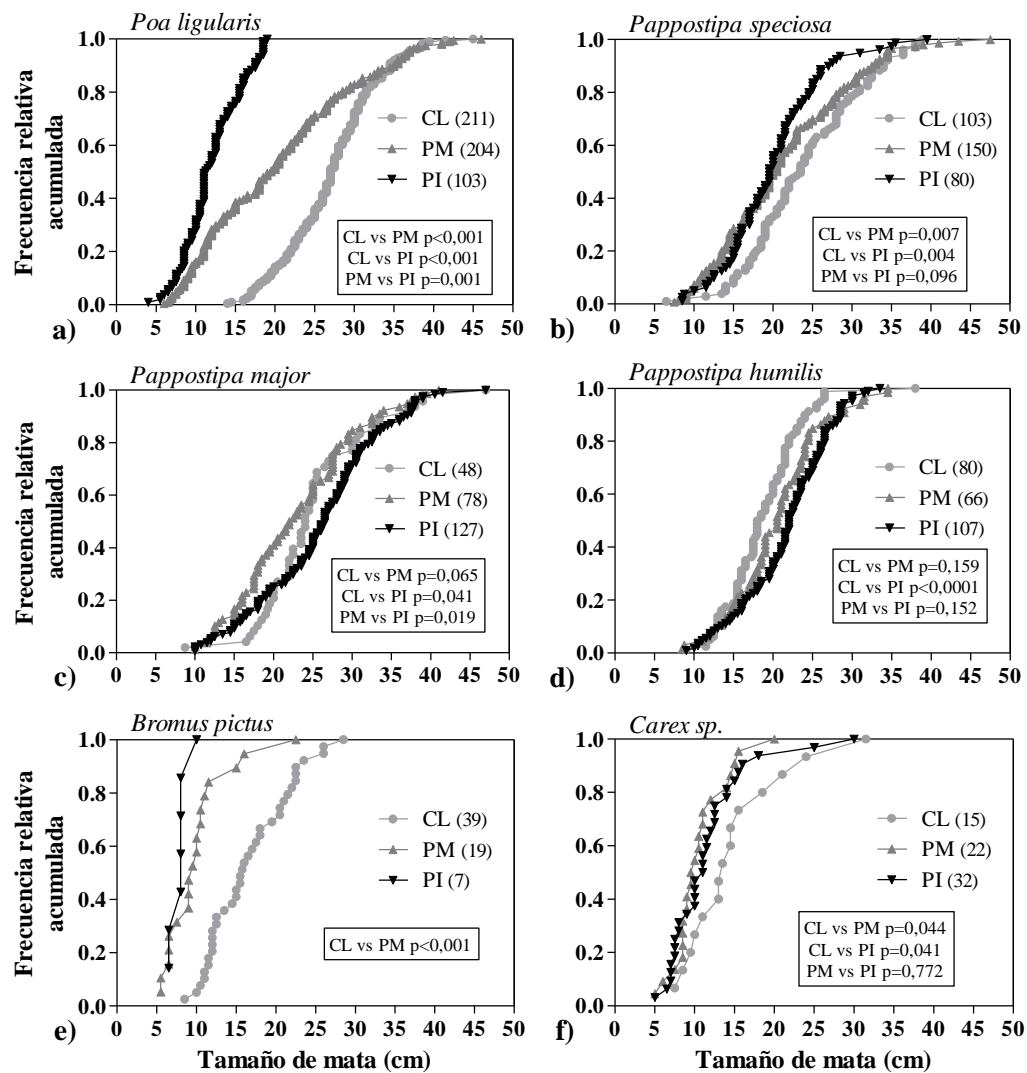 Poa ligularis
Pappostipa speciosa
Frecuencia relativa
acumulada
1.0
0.8
0.6
0.4
0.2
0.0
CL (211)
PM (204)
PI (103)
CL vs PM p<0,001
CL vs PI p<0,001
PM vs PI p=0,001
0 5 10 15 20 25 30 35 40 45 50
a)
1.0
0.8
0.6
0.4
0.2
0.0
CL (103)
PM (150)
PI (80)
CL vs PM p=0,007
CL vs PI p=0,004
PM vs PI p=0,096
0 5 10 15 20 25 30 35 40 45 50
b)
Pappostipa major
Pappostipa humilis
Frecuencia relativa
acumulada
1.0
0.8
0.6
0.4
0.2
0.0
CL (48)
PM (78)
PI (127)
CL vs PM p=0,065
CL vs PI p=0,041
PM vs PI p=0,019
0 5 10 15 20 25 30 35 40 45 50
c)
1.0
0.8
0.6
0.4
0.2
0.0
CL (80)
PM (66)
PI (107)
CL vs PM p=0,159
CL vs PI p<0,0001
PM vs PI p=0,152
0 5 10 15 20 25 30 35 40 45 50
d)
Bromus pictus
Carex sp.
Frecuencia relativa
acumulada
1.0
0.8
0.6
0.4
0.2
0.0
CL (39)
PM (19)
PI (7)
CL vs PM p<0,001
0 5 10 15 20 25 30 35 40 45 50
e)
Tamaño de mata (cm)
1.0
0.8
0.6
0.4
0.2
0.0
CL (15)
PM (22)
PI (32)
CL vs PM p=0,044
CL vs PI p=0,041
PM vs PI p=0,772
0 5 10 15 20 25 30 35 40 45 50
f)
Tamaño de mata (cm)